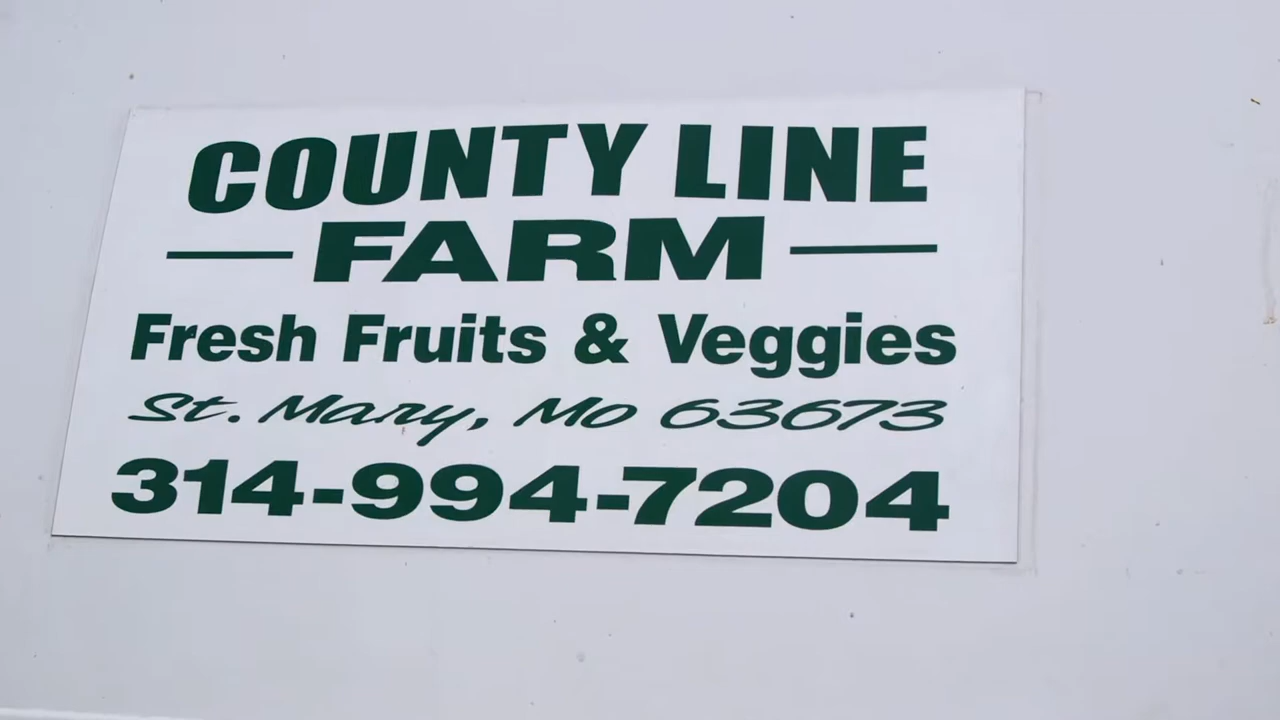 COUNTY LINE
FARM
Fresh Fruits & Veggies
St. Mary, Mo 63673
314-994-7204